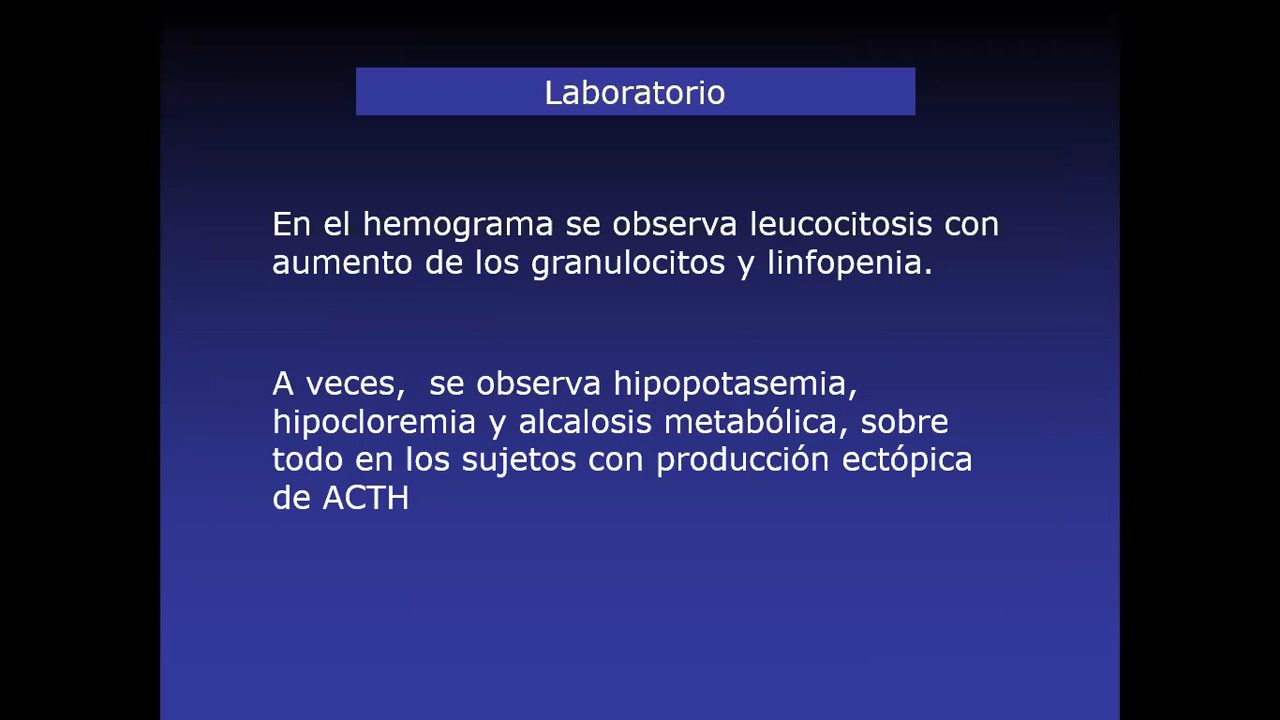 Laboratorio
En el hemograma se observa leucocitosis con
aumento de los granulocitos y linfopenia.
A veces,  se observa hipopotasemia,
hipocloremia y alcalosis metabólica, sobre
todo en los sujetos con producción ectópica
de ACTH